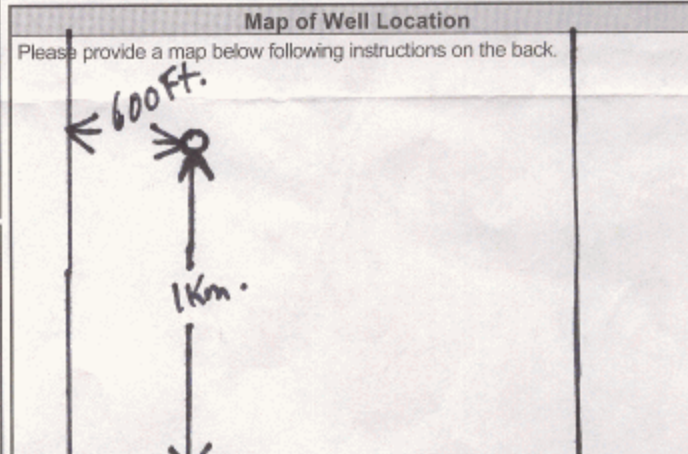 Map of Well Location
Please provide a map below following instructions on the back.
600 Ft.
1 Km.